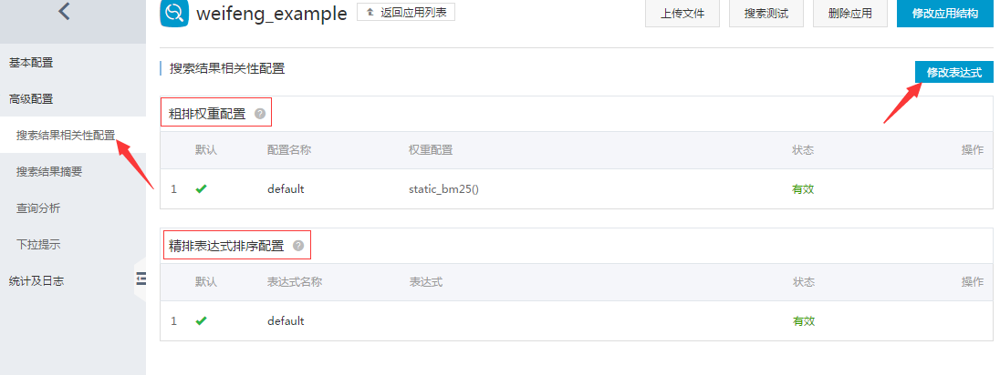 weifeng_example
返回应用列表
上传文件
搜索测试
删除应用
修改应用结构
基本配置
高级配置
搜索结果相关性配置
搜索结果摘要
查询分析
下拉提示
统计及日志
搜索结果相关性配置
修改表达式
粗排权重配置 ?
默认 配置名称 权重配置 状态 操作
1 default static_bm25() 有效
精排表达式排序配置 ?
默认 表达式名称 表达式 状态 操作
1 default 有效